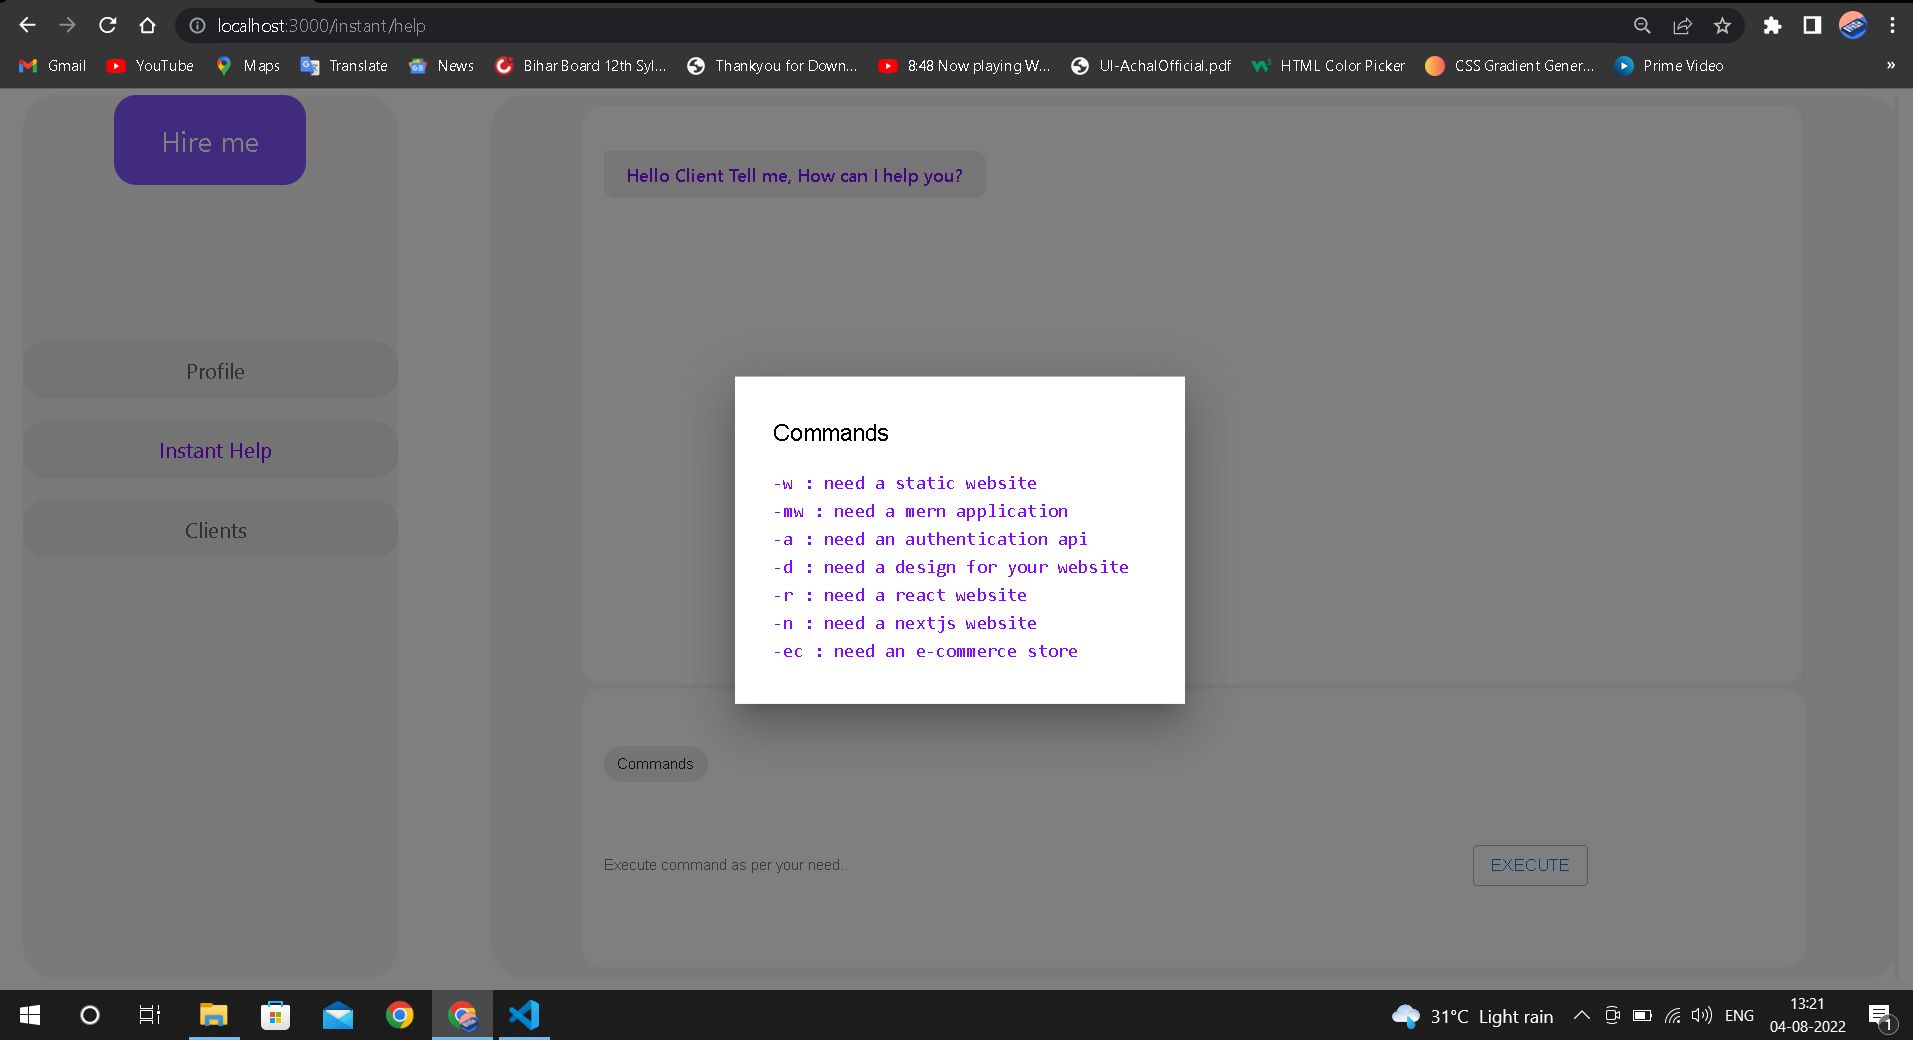 localhost:3000/instant/help
Gmail YouTube Maps Translate News Bihar Board 12th Syl... Thankyou for Down... 8:48 Now playing W... UI-AchalOfficial.pdf HTML Color Picker CSS Gradient Gener... Prime Video »
Hire me
Profile
Instant Help
Clients
Hello Client Tell me, How can I help you?
Commands
-w : need a static website
-mw : need a mern application
-a : need an authentication api
-d : need a design for your website
-r : need a react website
-n : need a nextjs website
-ec : need an e-commerce store
Commands
Execute command as per your need..
EXECUTE
31°C Light rain
ENG
13:21
04-08-2022
1